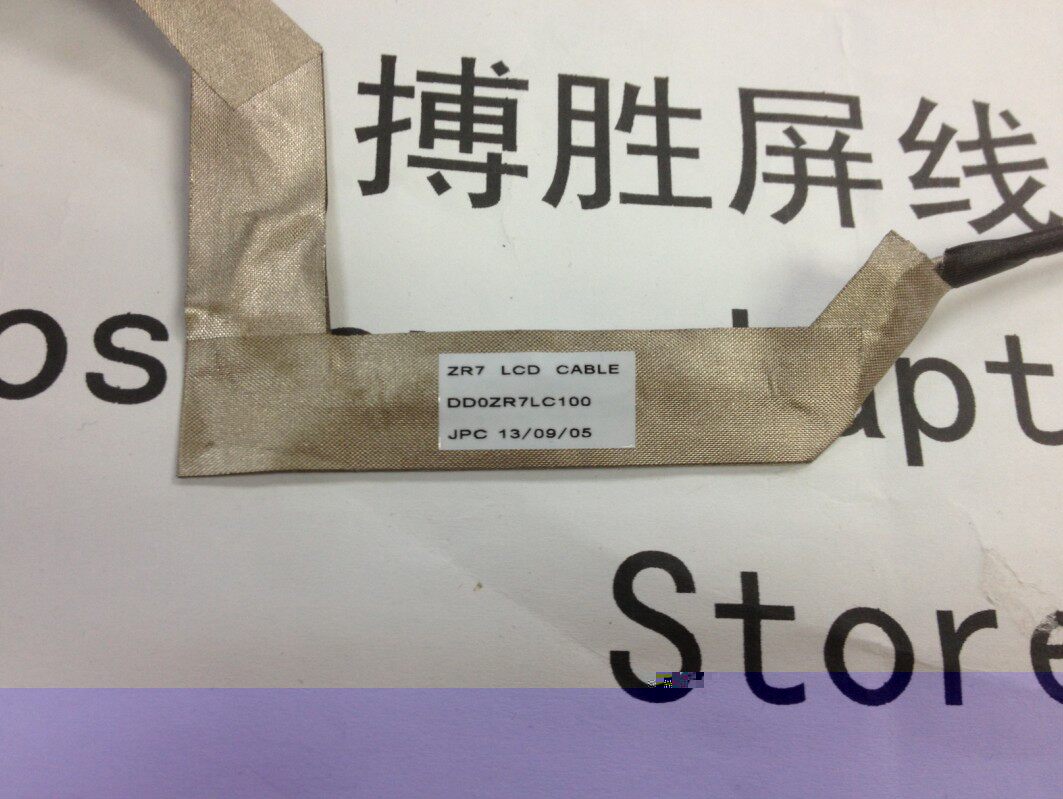 搏胜屏线
ZR7 LCD CABLE
DD0ZR7LC100
JPC 13/09/05
Store